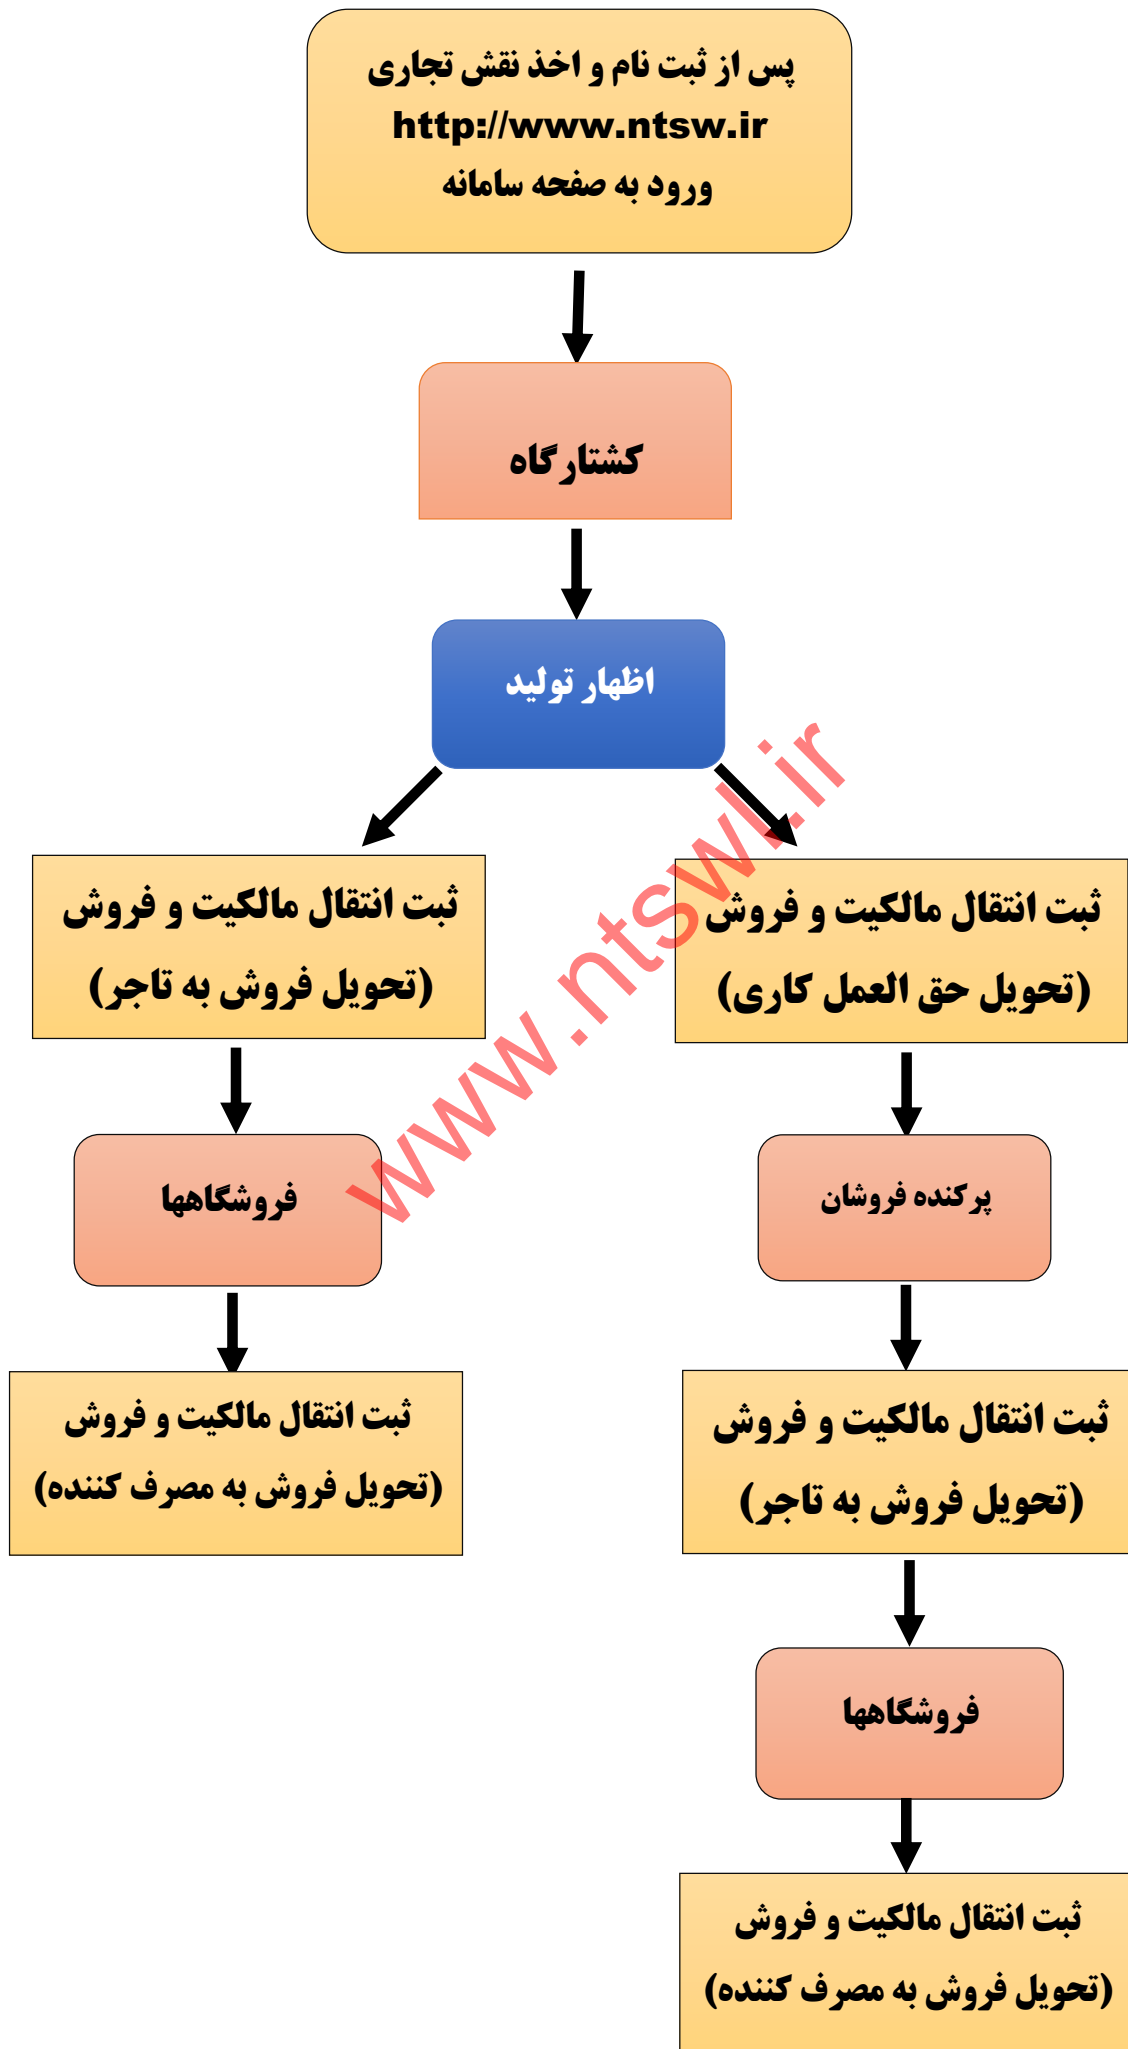 پس از ثبت نام و اخذ نقش تجاری
http://www.ntsw.ir
ورود به صفحه سامانه
کشتارگاه
اظهار تولید
ثبت انتقال مالکیت و فروش
(تحویل حق العمل کاری)
ثبت انتقال مالکیت و فروش
(تحویل فروش به تاجر)
پرکنده فروشان
فروشگاهها
ثبت انتقال مالکیت و فروش
(تحویل فروش به تاجر)
ثبت انتقال مالکیت و فروش
(تحویل فروش به مصرف کننده)
فروشگاهها
ثبت انتقال مالکیت و فروش
(تحویل فروش به مصرف کننده)
www.ntswl.ir